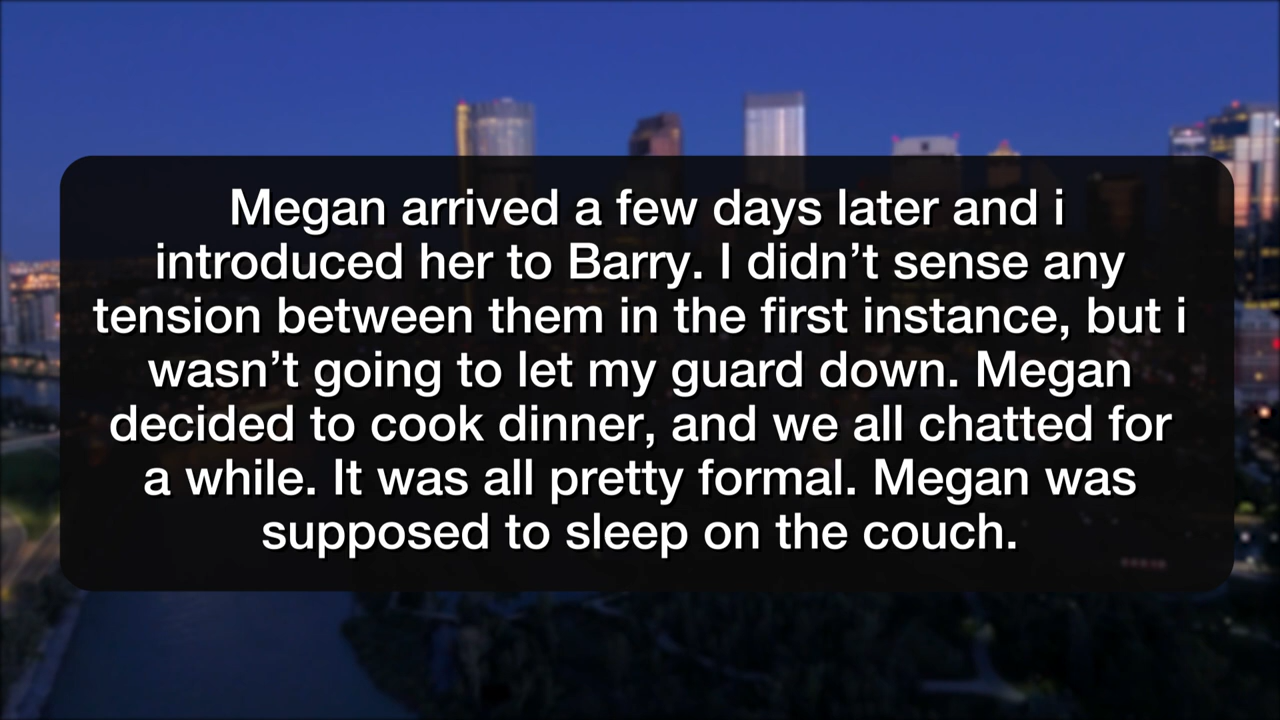 Megan arrived a few days later and i
introduced her to Barry. I didn’t sense any
tension between them in the first instance, but i
wasn’t going to let my guard down. Megan
decided to cook dinner, and we all chatted for
a while. It was all pretty formal. Megan was
supposed to sleep on the couch.